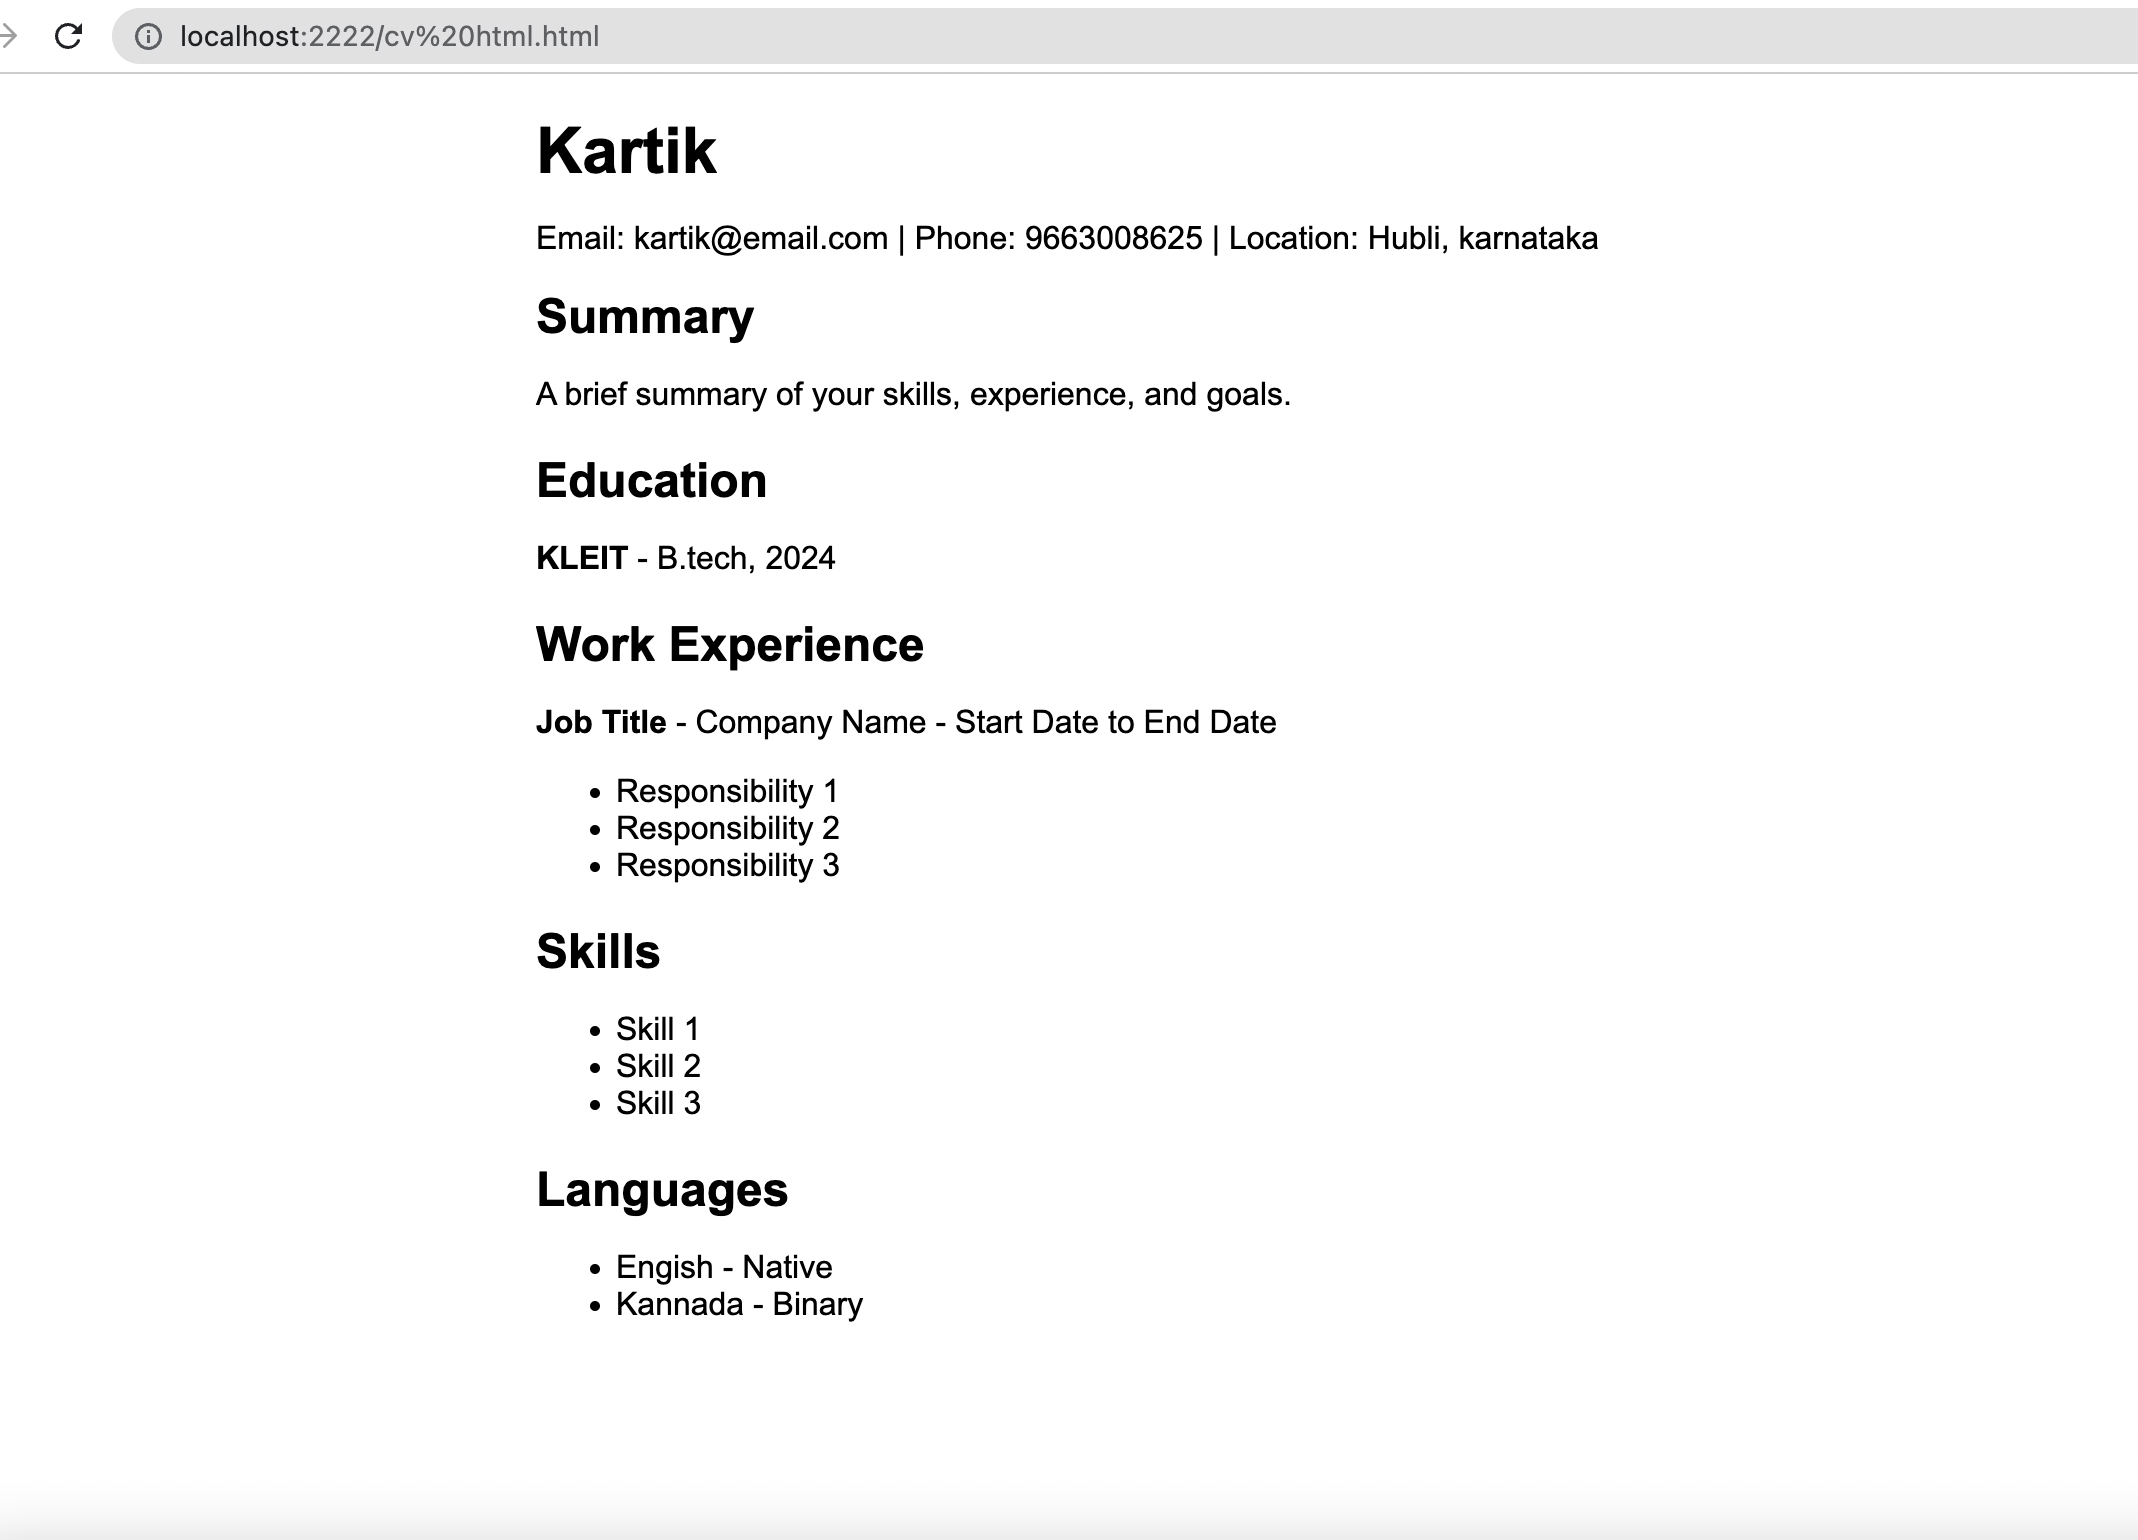 localhost:2222/cv%20html.html
Kartik
Email: kartik@email.com | Phone: 9663008625 | Location: Hubli, karnataka
Summary
A brief summary of your skills, experience, and goals.
Education
KLEIT - B.tech, 2024
Work Experience
Job Title - Company Name - Start Date to End Date
• Responsibility 1
• Responsibility 2
• Responsibility 3
Skills
• Skill 1
• Skill 2
• Skill 3
Languages
• Engish - Native
• Kannada - Binary